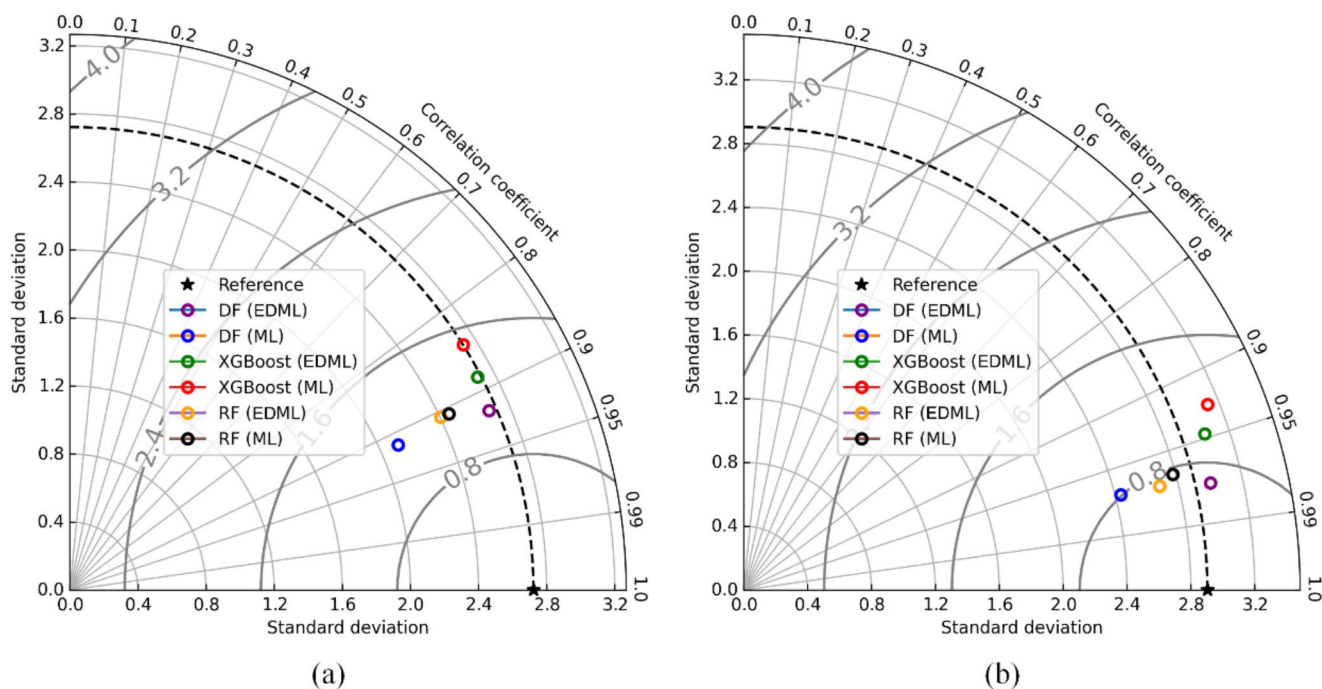 0.0 0.1 0.2 0.3 0.4 0.5 0.6 0.7 0.8 0.9 0.95 0.99 1.0
Correlation coefficient
3.2
2.8
2.4
2.0
1.6
1.2
0.8
0.4
0.0
Standard deviation
4.0
3.2
2.4
1.6
0.8
Reference
DF (EDML)
DF (ML)
XGBoost (EDML)
XGBoost (ML)
RF (EDML)
RF (ML)
0.0 0.4 0.8 1.2 1.6 2.0 2.4 2.8 3.2
Standard deviation
(a)
0.0 0.1 0.2 0.3 0.4 0.5 0.6 0.7 0.8 0.9 0.95 0.99 1.0
Correlation coefficient
3.2
2.8
2.4
2.0
1.6
1.2
0.8
0.4
0.0
Standard deviation
4.0
3.2
2.4
1.6
0.8
Reference
DF (EDML)
DF (ML)
XGBoost (EDML)
XGBoost (ML)
RF (EDML)
RF (ML)
0.0 0.4 0.8 1.2 1.6 2.0 2.4 2.8 3.2
Standard deviation
(b)